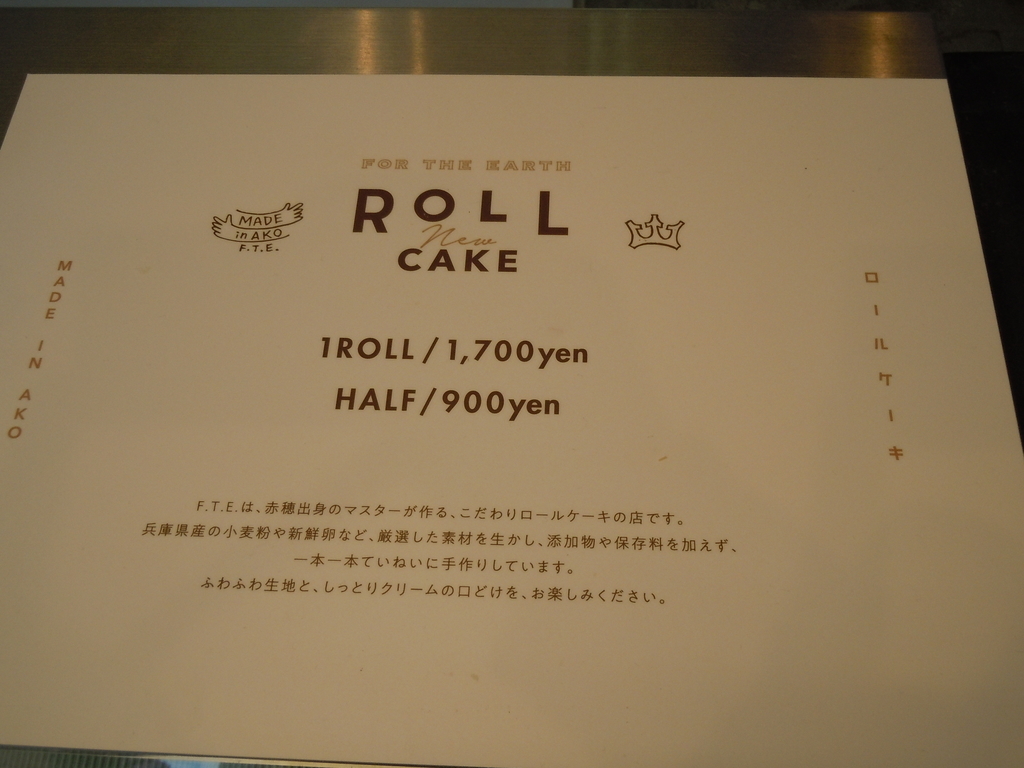 FOR THE EARTH
ROLL
New
CAKE
MADE
in AKO
F.T.E.
MADE IN AKO
ロールケーキ
1ROLL / 1,700yen
HALF / 900yen
F.T.E.は、赤穂出身のマスターが作る、こだわりロールケーキの店です。
兵庫県産の小麦粉や新鮮卵など、厳選した素材を生かし、添加物や保存料を加えず、
一本一本ていねいに手作りしています。
ふわふわ生地と、しっとりクリームの口どけを、お楽しみください。